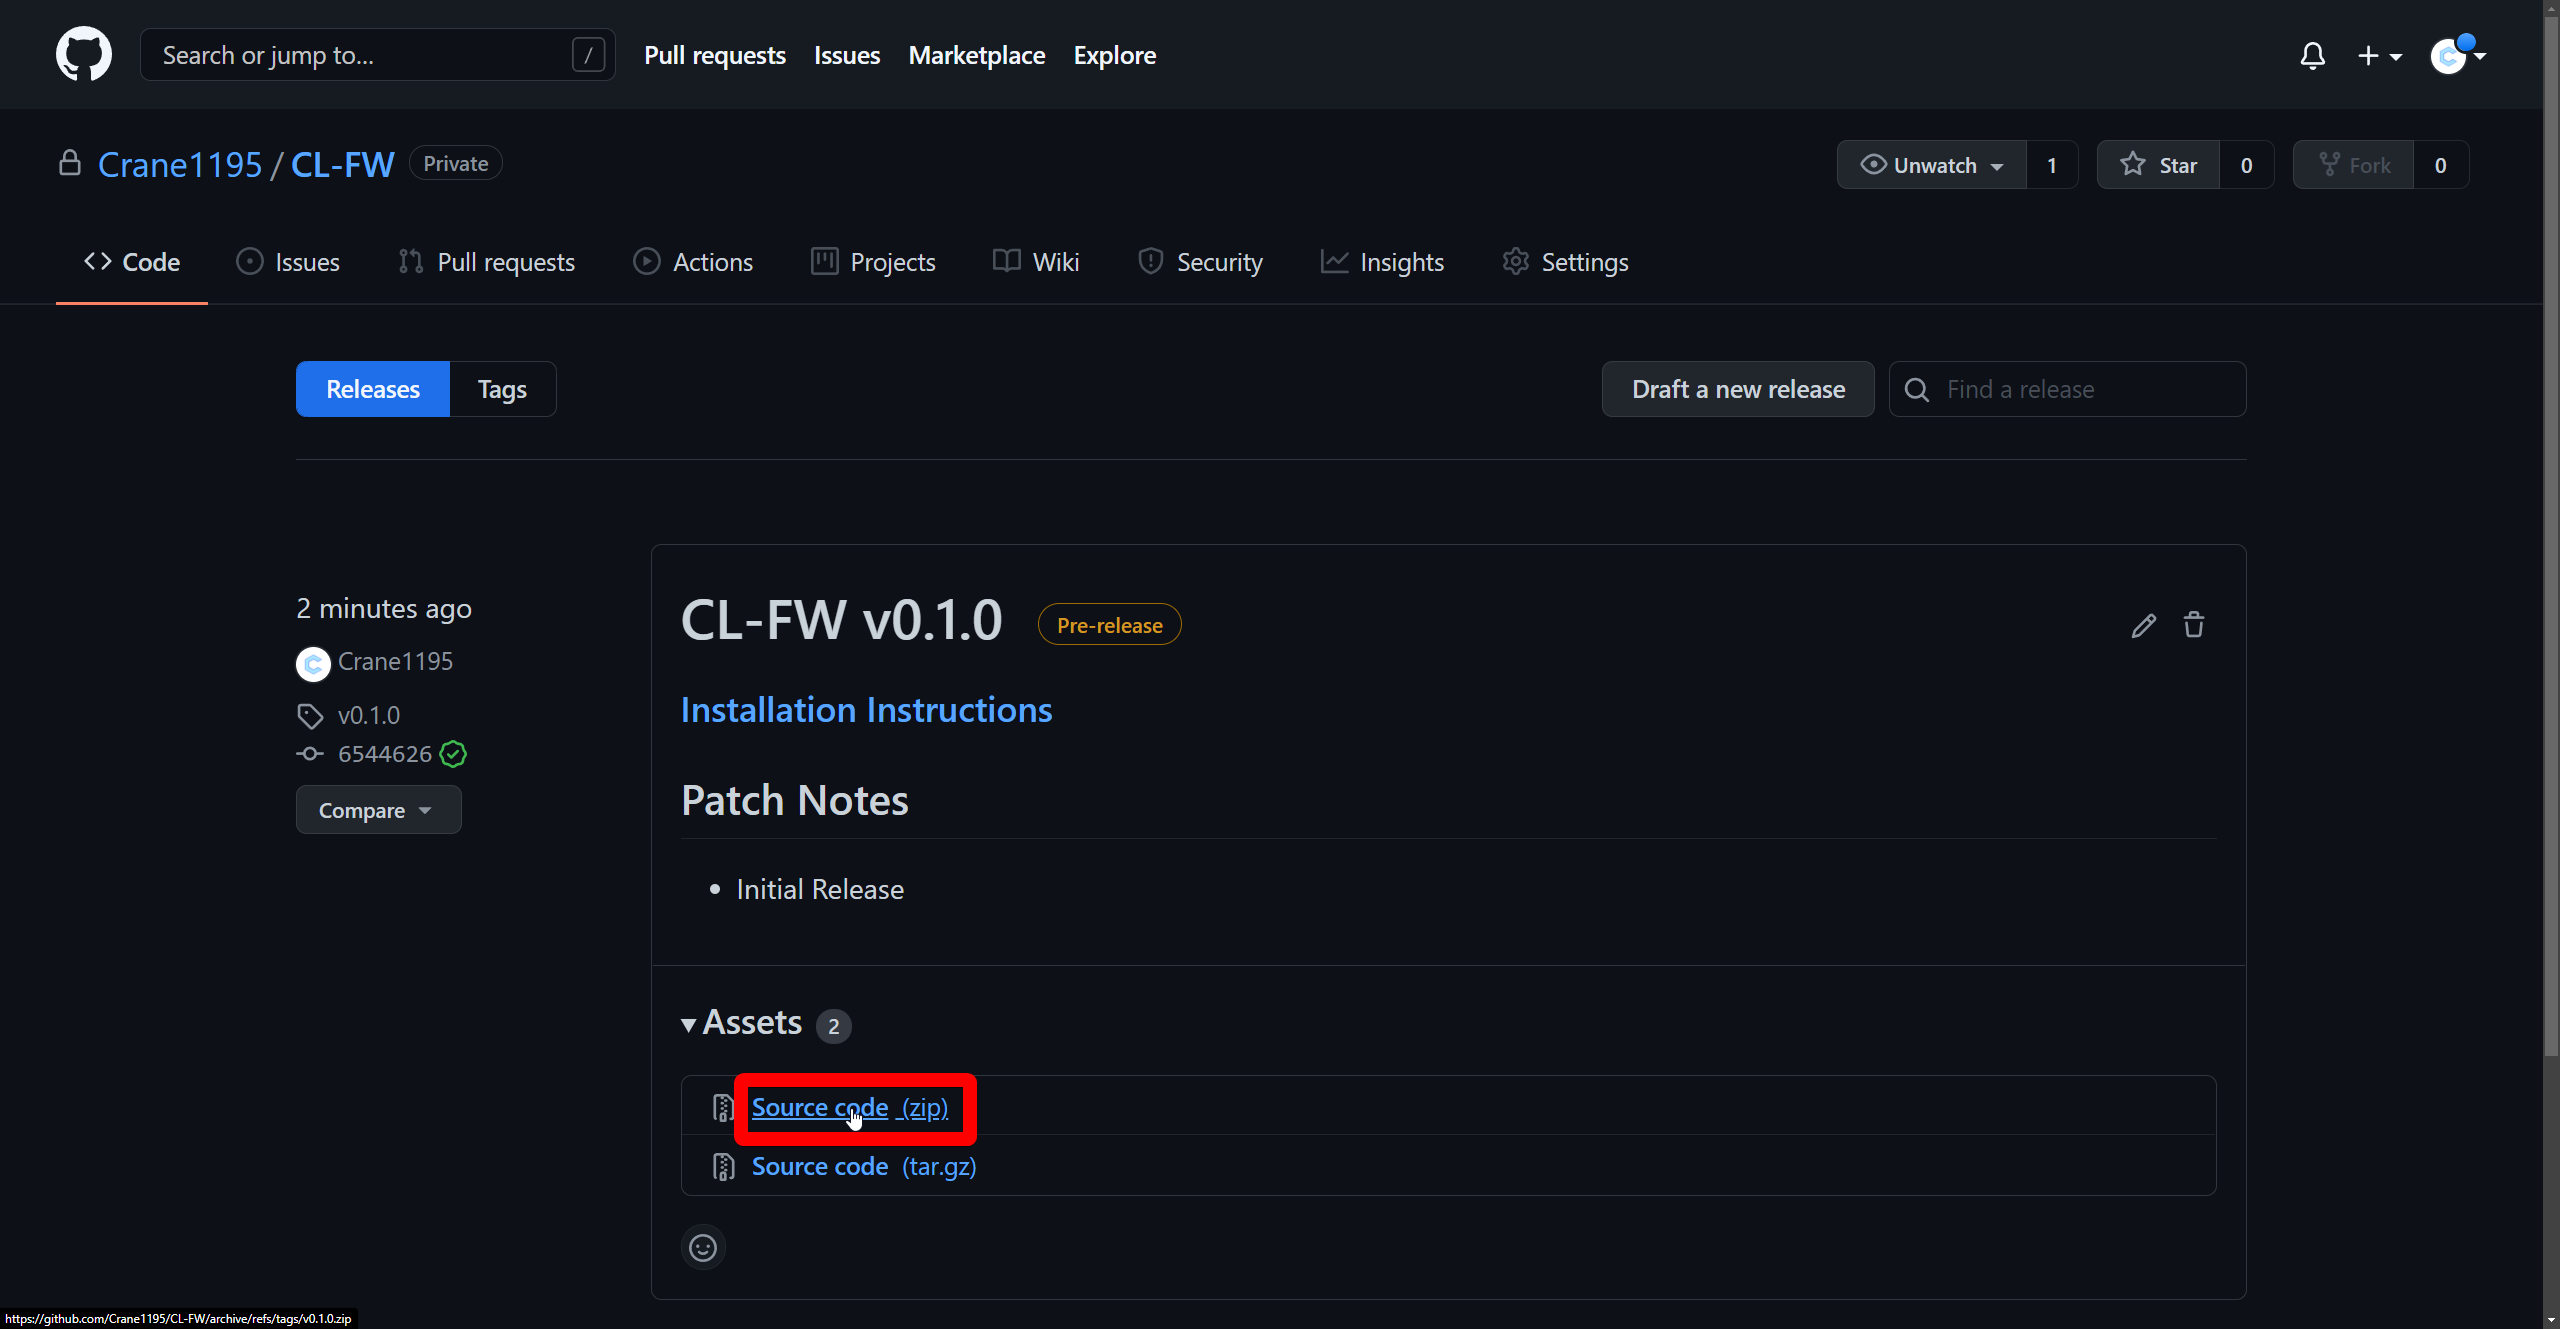 Search or jump to... /
Pull requests Issues Marketplace Explore
Crane1195 / CL-FW Private
Unwatch 1 Star 0 Fork 0
Code Issues Pull requests Actions Projects Wiki Security Insights Settings
Releases Tags
Draft a new release Find a release
2 minutes ago
Crane1195
v0.1.0
6544626
Compare
CL-FW v0.1.0 Pre-release
Installation Instructions
Patch Notes
• Initial Release
Assets 2
Source code (zip)
Source code (tar.gz)
https://github.com/Crane1195/CL-FW/archive/refs/tags/v0.1.0.zip